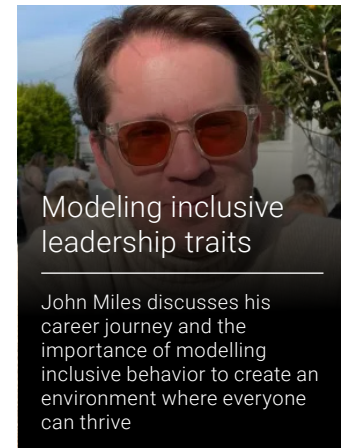 Modeling inclusive
leadership traits
John Miles discusses his
career journey and the
importance of modelling
inclusive behavior to create an
environment where everyone
can thrive